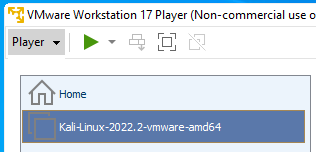 VMware Workstation 17 Player (Non-commercial use o
Player
Home
Kali-Linux-2022.2-vmware-amd64